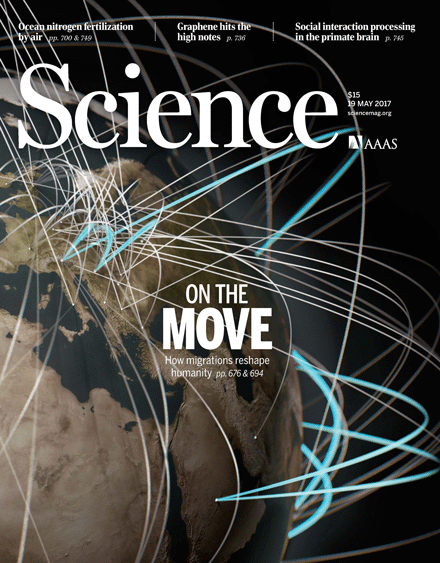 Ocean nitrogen fertilization
by air pp. 700 & 749
Graphene hits the
high notes p. 736
Social interaction processing
in the primate brain p. 745
Science
$15
19 MAY 2017
sciencemag.org
AAAS
ON THE
MOVE
How migrations reshape
humanity pp. 676 & 694